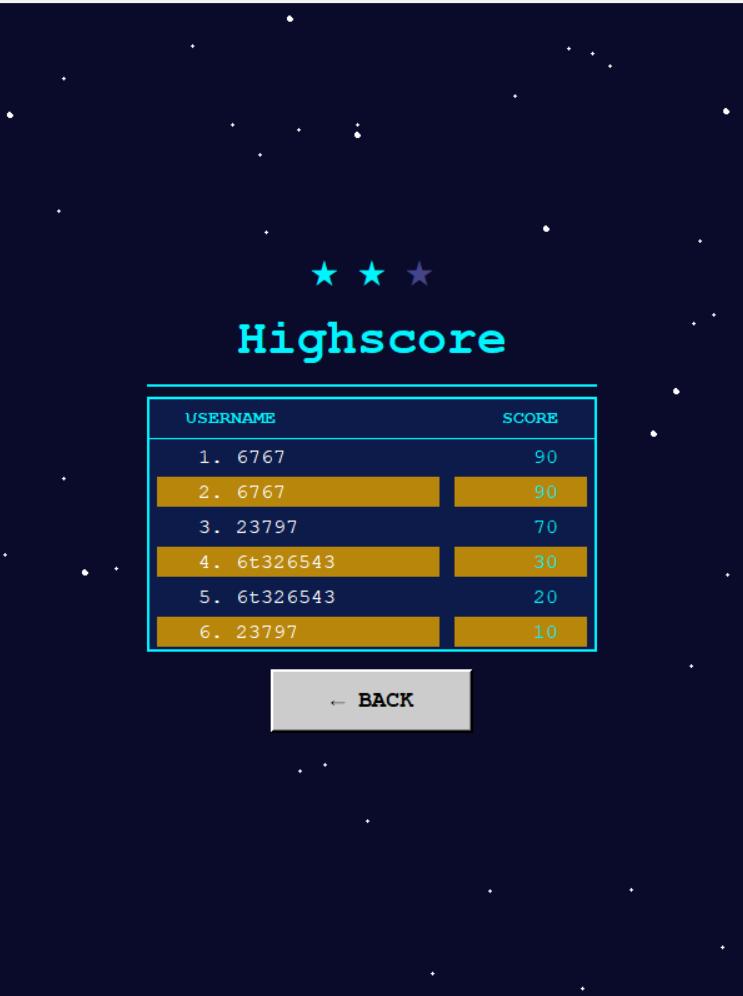 ★ ★ ★
Highscore
USERNAME SCORE
1. 6767 90
2. 6767 90
3. 23797 70
4. 6t326543 30
5. 6t326543 20
6. 23797 10
← BACK